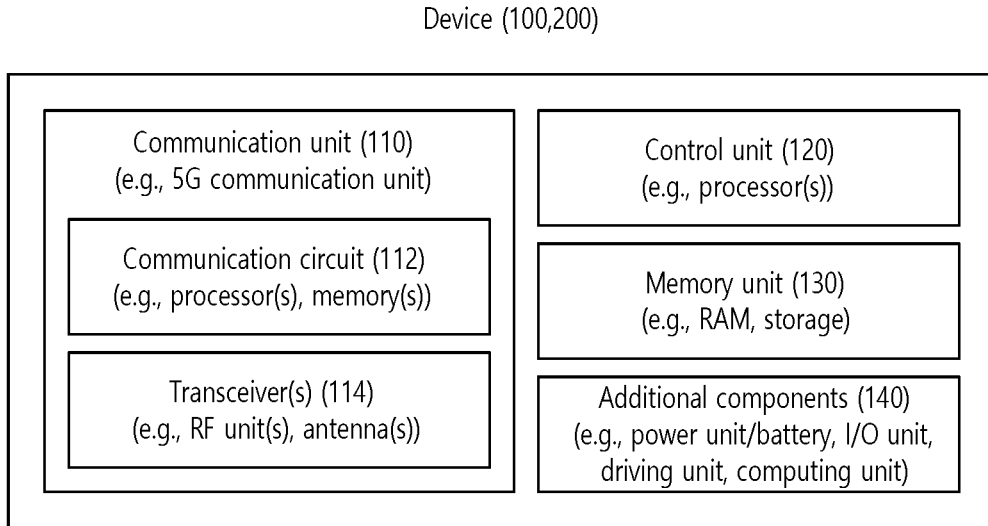 Device (100,200)
Communication unit (110)
(e.g., 5G communication unit)
Communication circuit (112)
(e.g., processor(s), memory(s))
Transceiver(s) (114)
(e.g., RF unit(s), antenna(s))
Control unit (120)
(e.g., processor(s))
Memory unit (130)
(e.g., RAM, storage)
Additional components (140)
(e.g., power unit/battery, I/O unit,
driving unit, computing unit)